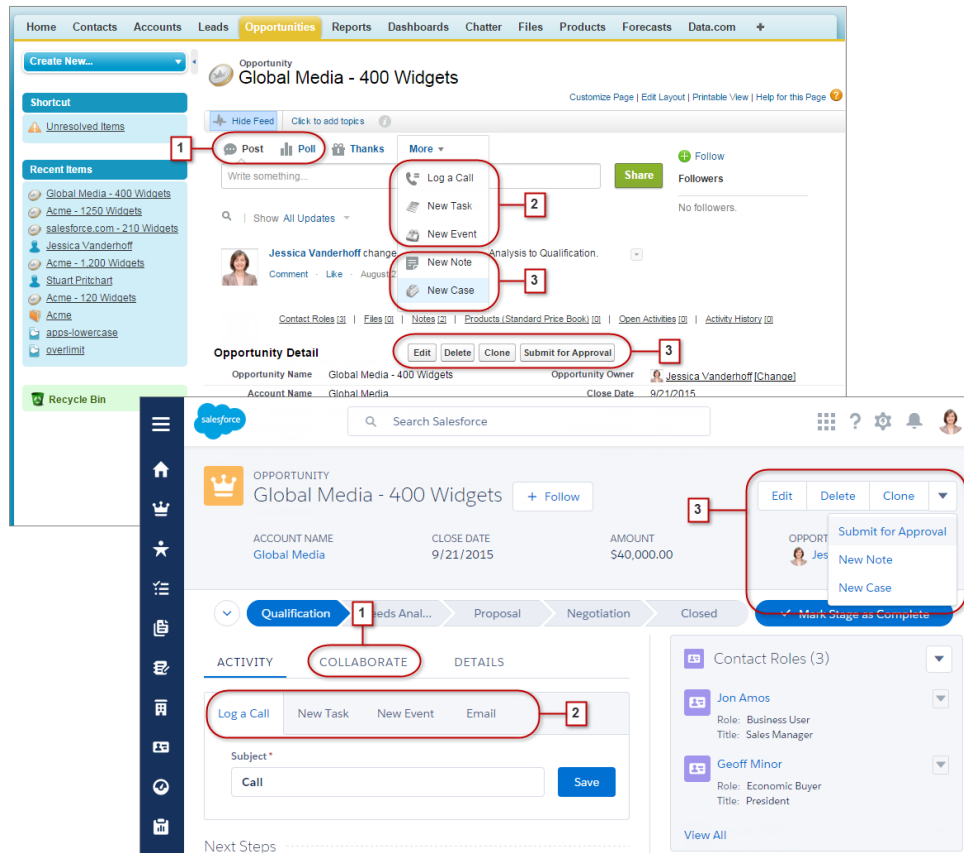 Home Contacts Accounts Leads Opportunities Reports Dashboards Chatter Files Products Forecasts Data.com +
Create New...
Shortcut
Unresolved Items
Recent Items
Global Media - 400 Widgets
Acme - 1250 Widgets
salesforce.com - 210 Widgets
Jessica Vanderhoff
Acme - 1,200 Widgets
Stuart Pritchart
Acme - 120 Widgets
Acme
apps-lowercase
overlimit
Recycle Bin
Opportunity
Global Media - 400 Widgets
Customize Page | Edit Layout | Printable View | Help for this Page ?
Hide Feed Click to add topics i
1
Post Poll Thanks More
Write something... Share
Log a Call
New Task
New Event
2
New Note
New Case
3
Follow
Followers
No followers.
Show All Updates
Jessica Vanderhoff change Analysis to Qualification.
Comment · Like · August 2
Contact Roles [3] | Files [0] | Notes [2] | Products (Standard Price Book) [0] | Open Activities [0] | Activity History [0]
Opportunity Detail Edit Delete Clone Submit for Approval 3
Opportunity Name Global Media - 400 Widgets Opportunity Owner Jessica Vanderhoff [Change]
Account Name Global Media Close Date 9/21/2015
salesforce Search Salesforce ?
OPPORTUNITY
Global Media - 400 Widgets + Follow
3
Edit Delete Clone
Submit for Approval
New Note
New Case
ACCOUNT NAME CLOSE DATE AMOUNT OPPORT
Global Media 9/21/2015 $40,000.00 Jes
Qualification eeds Anal... Proposal Negotiation Closed Mark Stage as Complete
1
ACTIVITY COLLABORATE DETAILS
Log a Call New Task New Event Email 2
Subject *
Call Save
Next Steps
Contact Roles (3)
Jon Amos
Role: Business User
Title: Sales Manager
Geoff Minor
Role: Economic Buyer
Title: President
View All